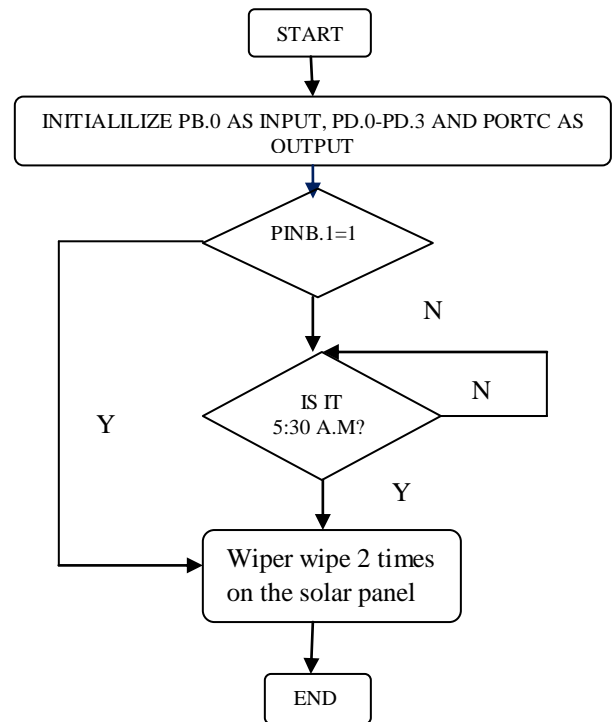 START
INITIALILIZE PB.0 AS INPUT, PD.0-PD.3 AND PORTC AS
OUTPUT
PINB.1=1
N
IS IT
5:30 A.M?
N
Y
Y
Wiper wipe 2 times
on the solar panel
END